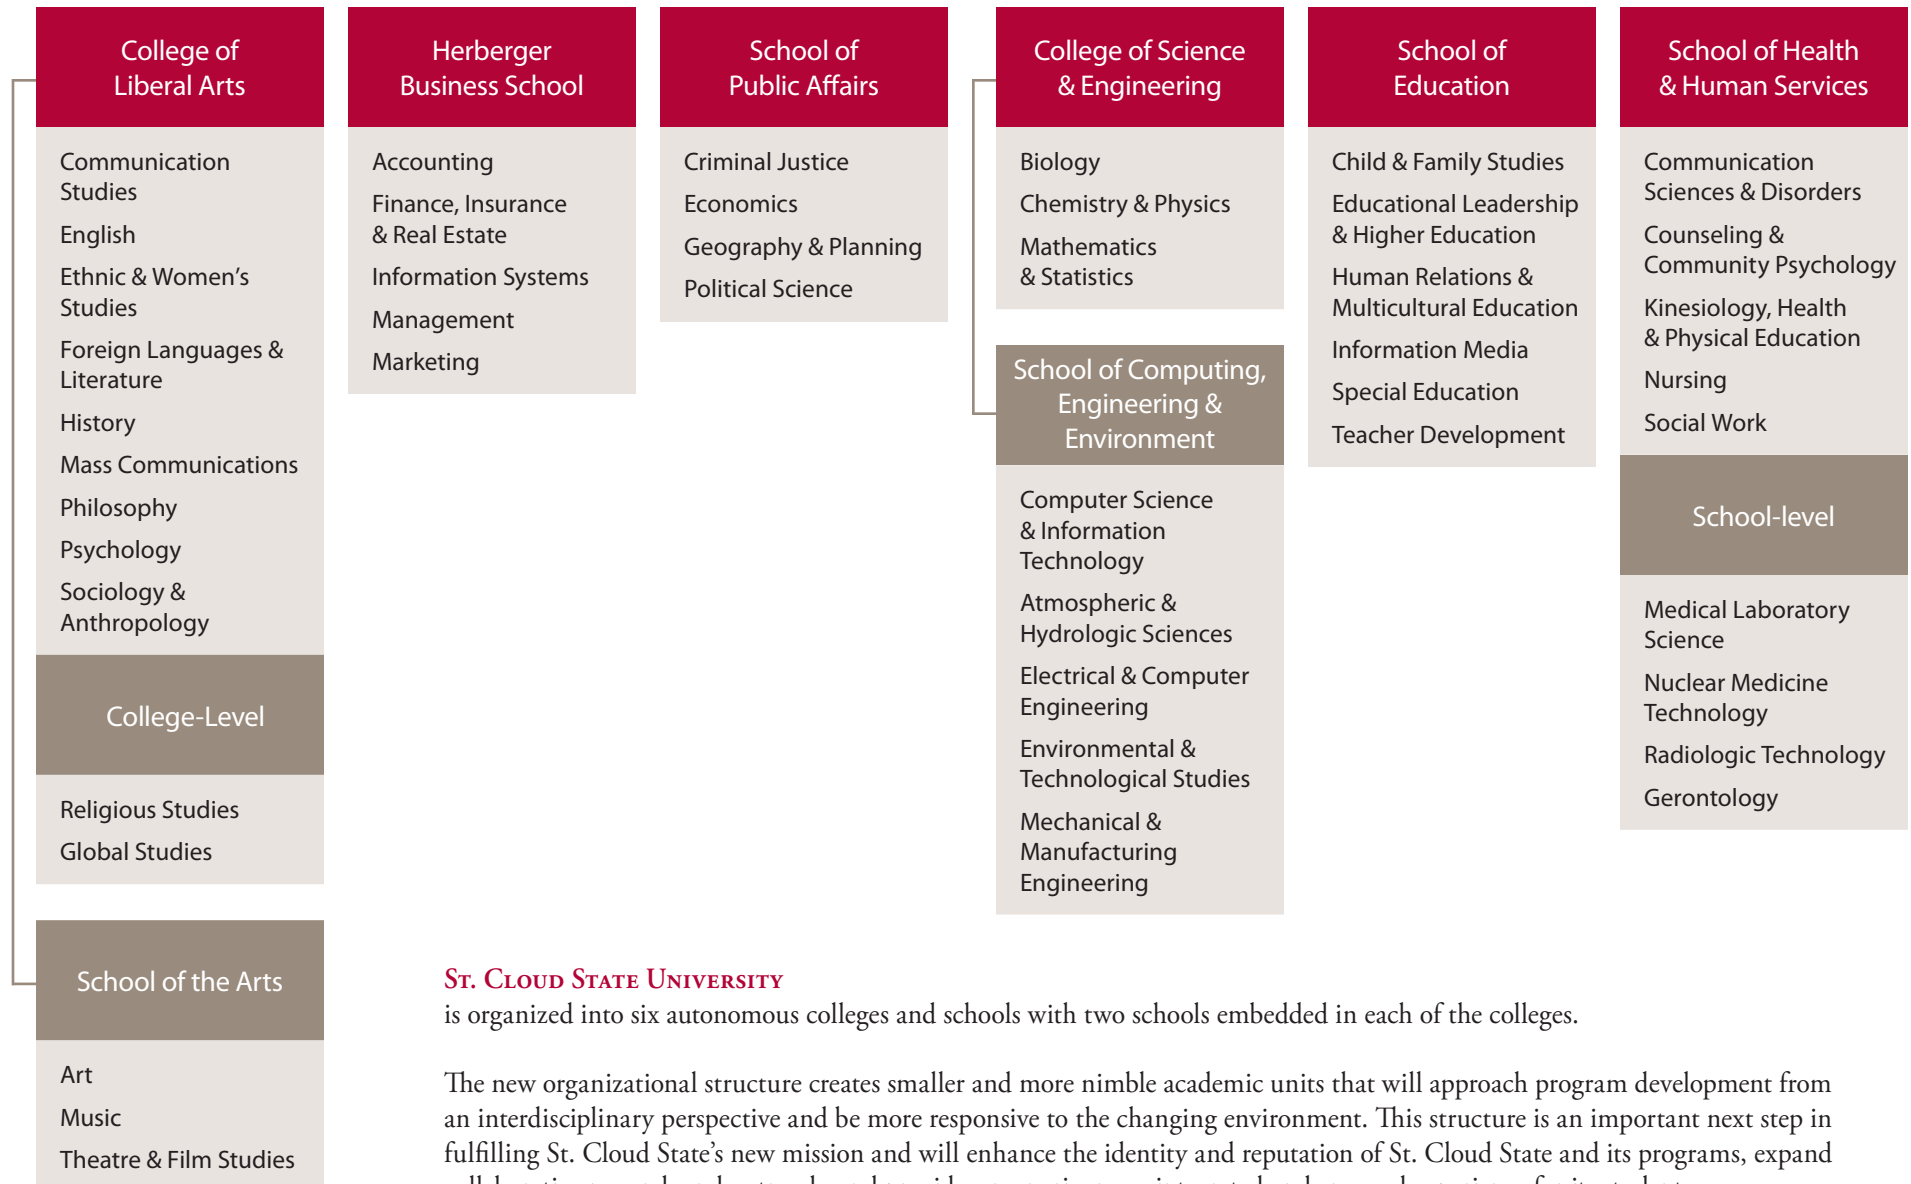 College of
Liberal Arts
Communication
Studies
English
Ethnic & Women’s
Studies
Foreign Languages &
Literature
History
Mass Communications
Philosophy
Psychology
Sociology &
Anthropology
College-Level
Religious Studies
Global Studies
School of the Arts
Art
Music
Theatre & Film Studies
Herberger
Business School
Accounting
Finance, Insurance
& Real Estate
Information Systems
Management
Marketing
School of
Public Affairs
Criminal Justice
Economics
Geography & Planning
Political Science
College of Science
& Engineering
Biology
Chemistry & Physics
Mathematics
& Statistics
School of Computing,
Engineering &
Environment
Computer Science
& Information
Technology
Atmospheric &
Hydrologic Sciences
Electrical & Computer
Engineering
Environmental &
Technological Studies
Mechanical &
Manufacturing
Engineering
School of
Education
Child & Family Studies
Educational Leadership
& Higher Education
Human Relations &
Multicultural Education
Information Media
Special Education
Teacher Development
School of Health
& Human Services
Communication
Sciences & Disorders
Counseling &
Community Psychology
Kinesiology, Health
& Physical Education
Nursing
Social Work
School-level
Medical Laboratory
Science
Nuclear Medicine
Technology
Radiologic Technology
Gerontology
St. Cloud State University
is organized into six autonomous colleges and schools with two schools embedded in each of the colleges.
The new organizational structure creates smaller and more nimble academic units that will approach program development from
an interdisciplinary perspective and be more responsive to the changing environment. This structure is an important next step in
fulfilling St. Cloud State’s new mission and will enhance the identity and reputation of St. Cloud State and its programs, expand